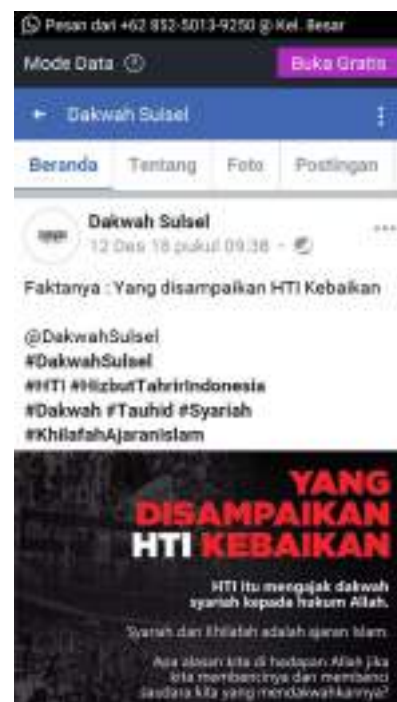 Pesan dari +62 852-5013-9250 @ Kel. Besar
Mode Data
Buka Gratis
Dakwah Sulsel
Beranda Tentang Foto Postingan
Dakwah Sulsel
12 Des 18 pukul 09.38
Faktanya : Yang disampaikan HTI Kebaikan
@DakwahSulsel
#DakwahSulsel
#HTI #HizbutTahrirIndonesia
#Dakwah #Tauhid #Syariah
#KhilafahAjaranIslam
YANG
DISAMPAIKAN
HTI KEBAIKAN
HTI itu mengajak dakwah
syariah kepada hukum Allah.
Syariah dan Khilafah adalah ajaran Islam.
Apa alasan kita di hadapan Allah jika
kita membencinya dan membenci
saudara kita yang mendakwahkannya?